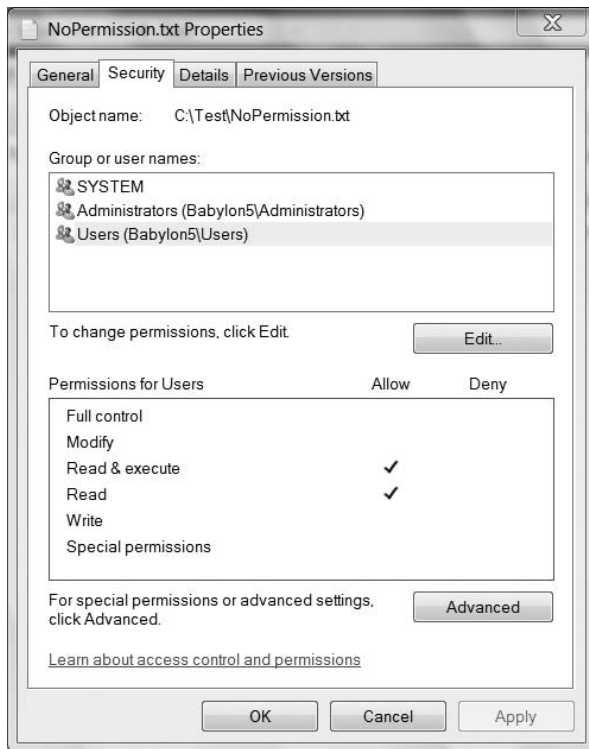 NoPermission.txt Properties
General Security Details Previous Versions
Object name: C:\Test\NoPermission.txt
Group or user names:
SYSTEM
Administrators (Babylon5\Administrators)
Users (Babylon5\Users)
To change permissions, click Edit.
Edit...
Permissions for Users Allow Deny
Full control
Modify
Read & execute
Read
Write
Special permissions
For special permissions or advanced settings,
click Advanced.
Advanced
Learn about access control and permissions
OK Cancel Apply